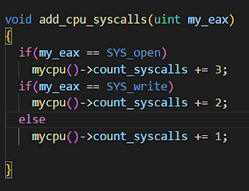 void add_cpu_syscalls(uint my_eax)
{
  if(my_eax == SYS_open)
    mycpu()->count_syscalls += 3;
  if(my_eax == SYS_write)
    mycpu()->count_syscalls += 2;
  else
    mycpu()->count_syscalls += 1;
}